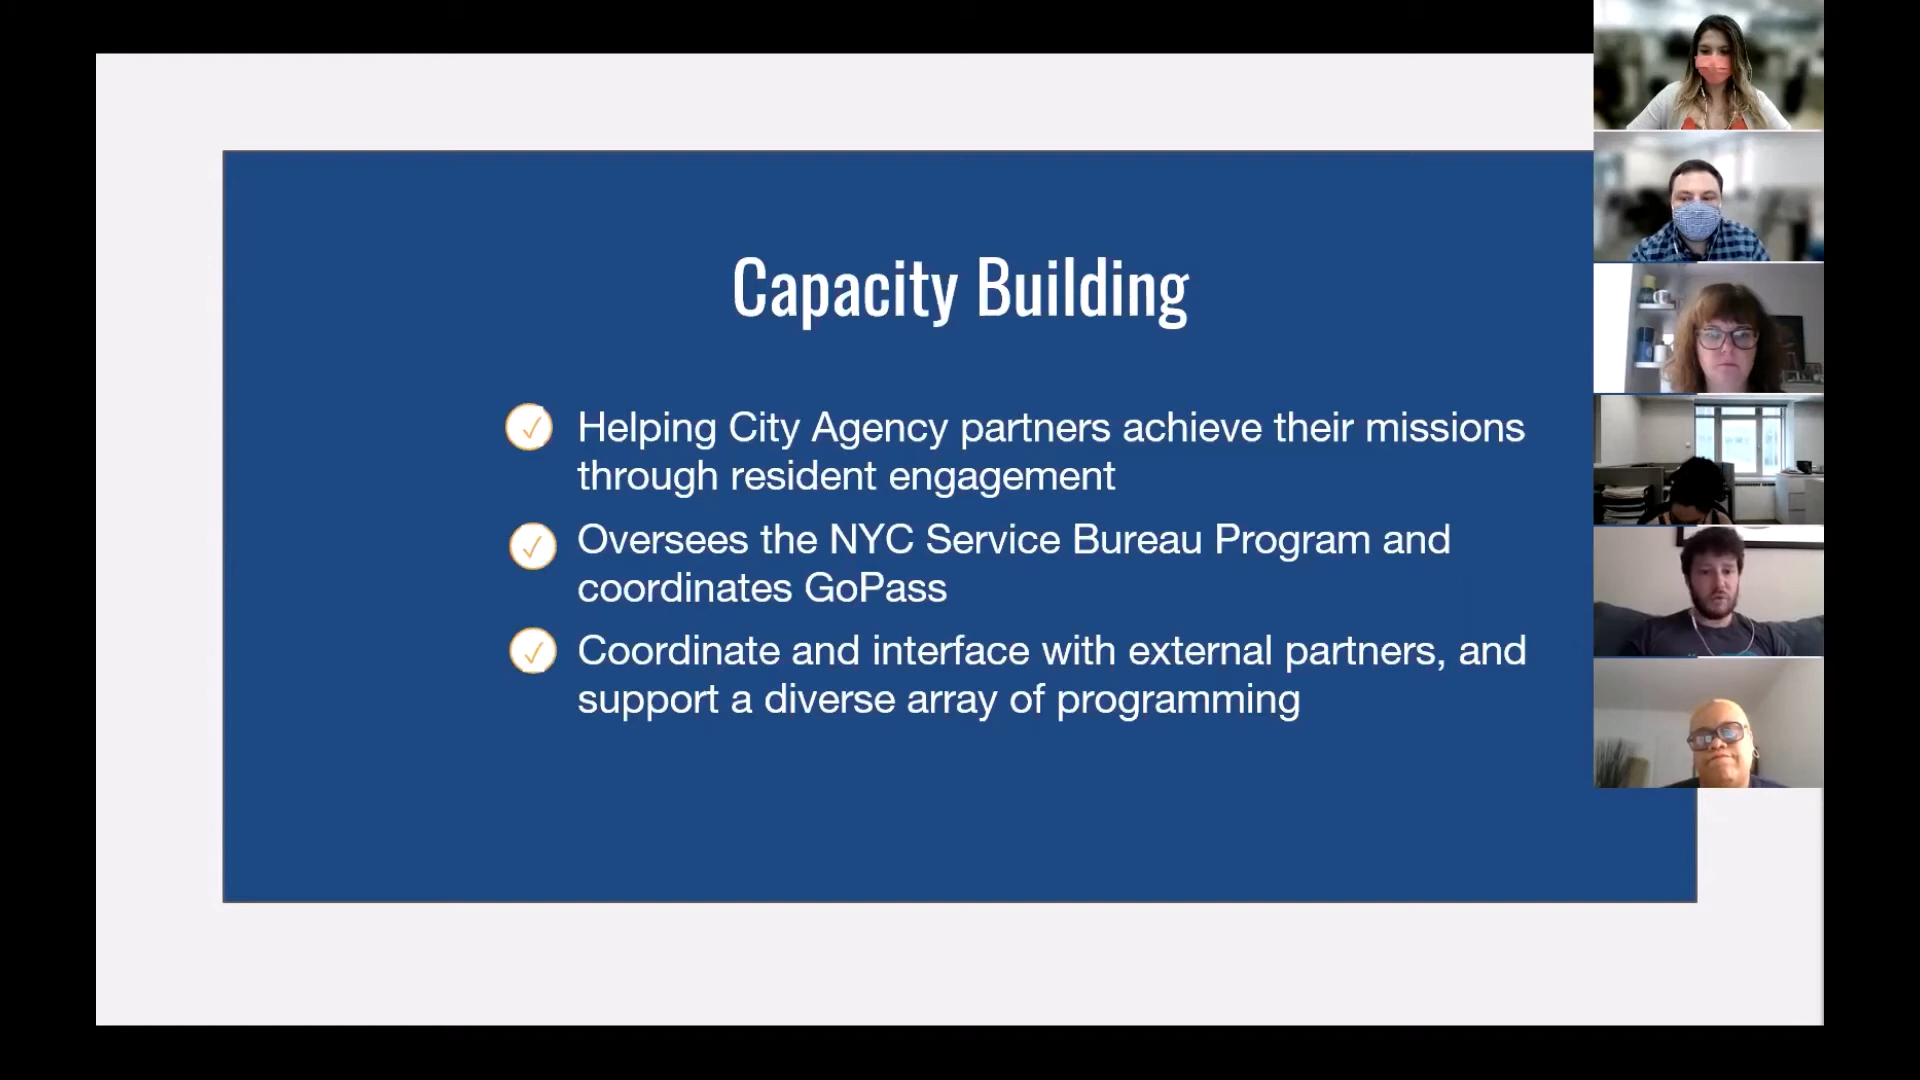 Capacity Building
Helping City Agency partners achieve their missions
through resident engagement
Oversees the NYC Service Bureau Program and
coordinates GoPass
Coordinate and interface with external partners, and
support a diverse array of programming